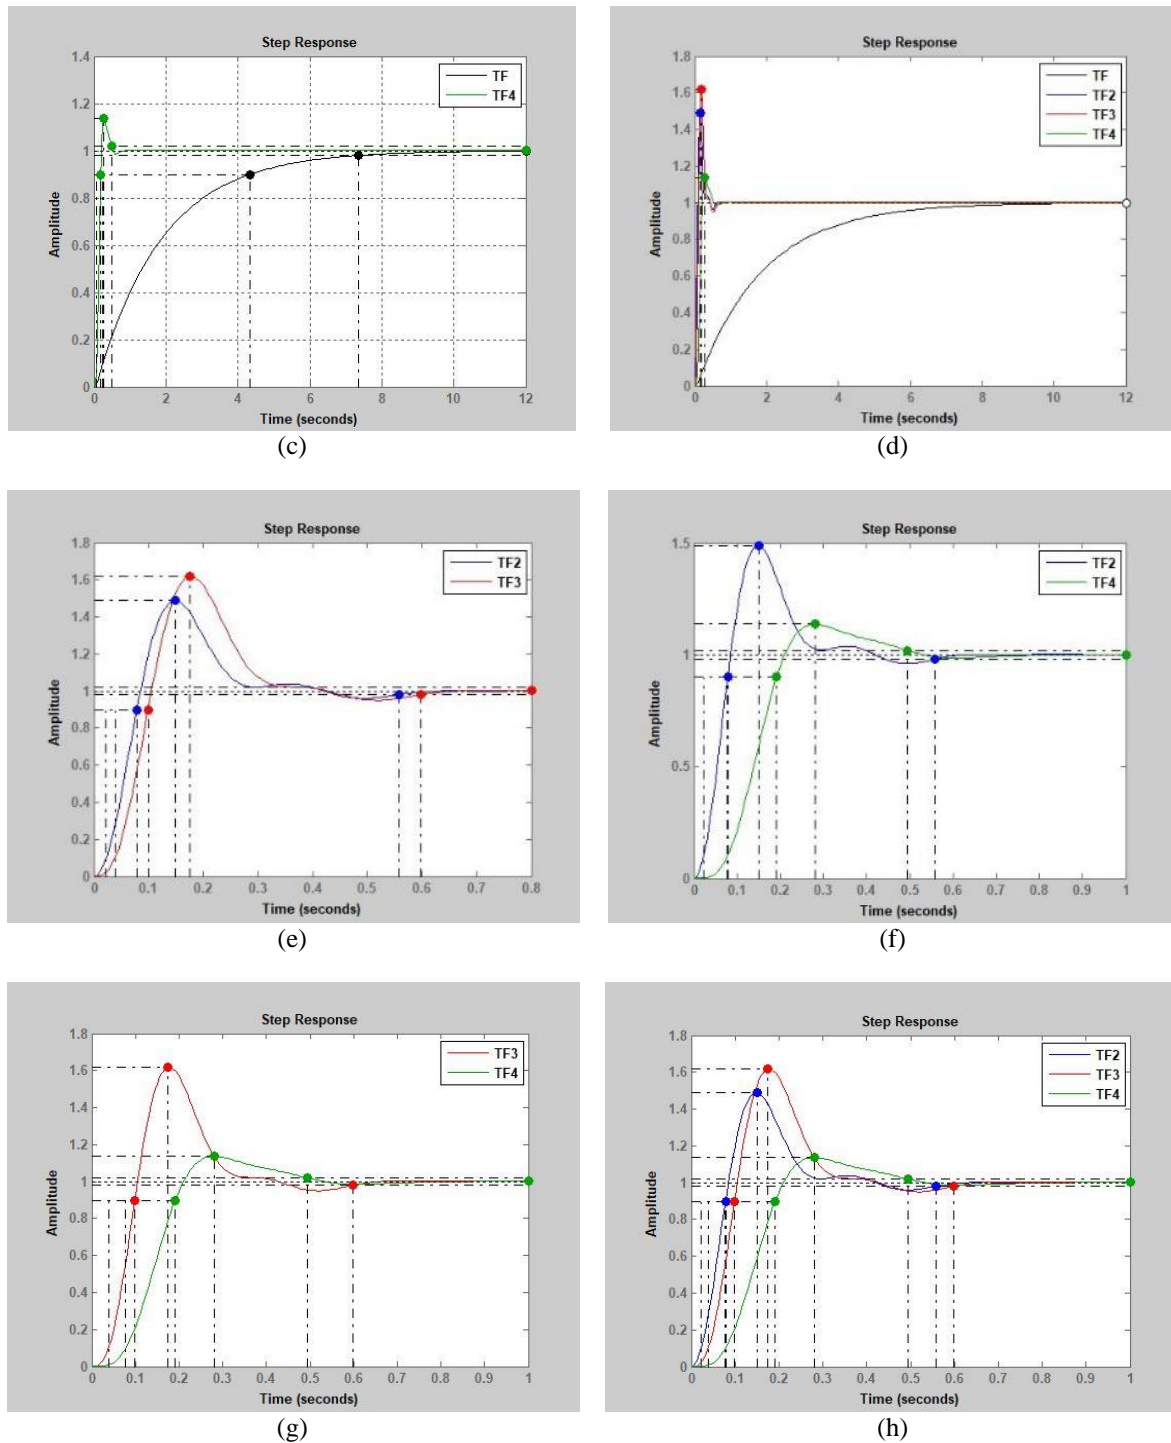 Step Response
1.4
1.2
1
0.8
0.6
0.4
0.2
0
Amplitude
TF
TF4
0 2 4 6 8 10 12
Time (seconds)
(c)
Step Response
1.8
1.6
1.4
1.2
1
0.8
0.6
0.4
0.2
0
Amplitude
TF
TF2
TF3
TF4
0 2 4 6 8 10 12
Time (seconds)
(d)
Step Response
1.8
1.6
1.4
1.2
1
0.8
0.6
0.4
0.2
0
Amplitude
TF2
TF3
0 0.1 0.2 0.3 0.4 0.5 0.6 0.7 0.8
Time (seconds)
(e)
Step Response
1.5
1
0.5
0
Amplitude
TF2
TF4
0 0.1 0.2 0.3 0.4 0.5 0.6 0.7 0.8 0.9 1
Time (seconds)
(f)
Step Response
1.8
1.6
1.4
1.2
1
0.8
0.6
0.4
0.2
0
Amplitude
TF3
TF4
0 0.1 0.2 0.3 0.4 0.5 0.6 0.7 0.8 0.9 1
Time (seconds)
(g)
Step Response
1.8
1.6
1.4
1.2
1
0.8
0.6
0.4
0.2
0
Amplitude
TF2
TF3
TF4
0 0.1 0.2 0.3 0.4 0.5 0.6 0.7 0.8 0.9 1
Time (seconds)
(h)